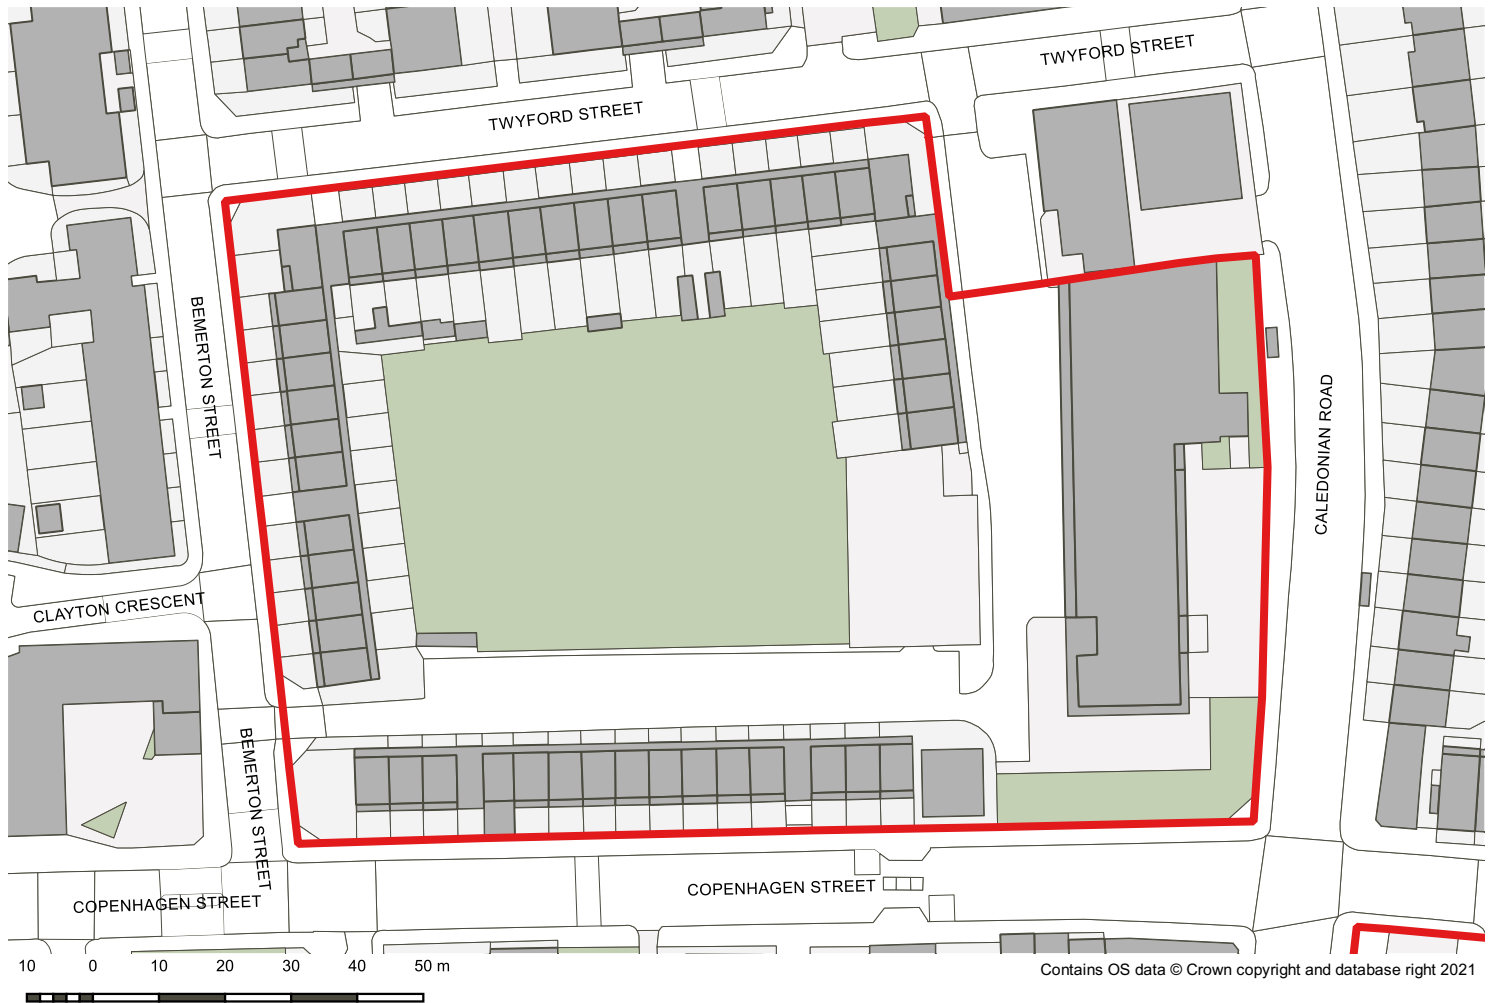 TWYFORD STREET
TWYFORD STREET
BEMERTON STREET
CALEDONIAN ROAD
CLAYTON CRESCENT
BEMERTON STREET
COPENHAGEN STREET
COPENHAGEN STREET
10 0 10 20 30 40 50 m
Contains OS data © Crown copyright and database right 2021